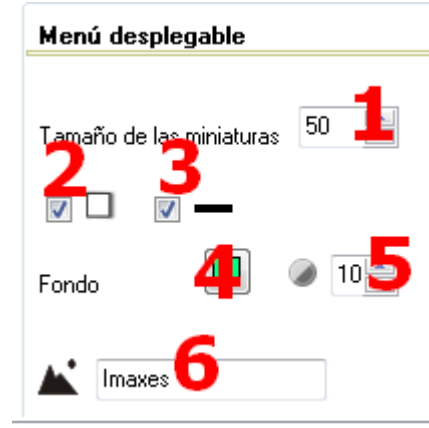 Menú desplegable
Tamaño de las miniaturas 50 1
2 3
Fondo 4 10 5
Imaxes 6